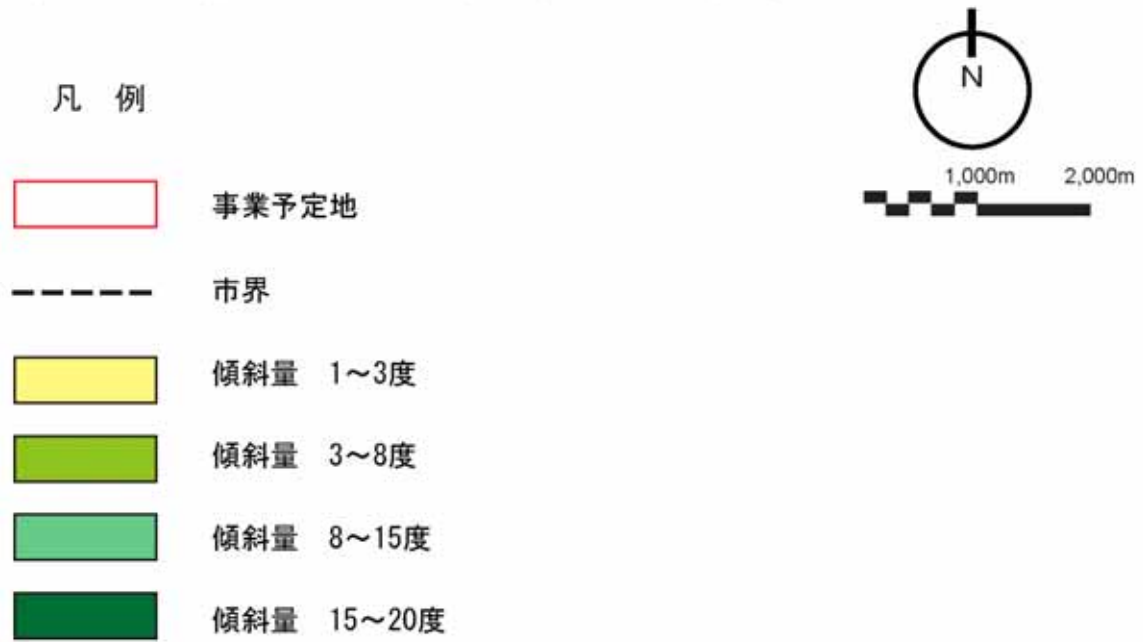 N
凡 例
1,000m 2,000m
事業予定地
市界
傾斜量 1～3度
傾斜量 3～8度
傾斜量 8～15度
傾斜量 15～20度